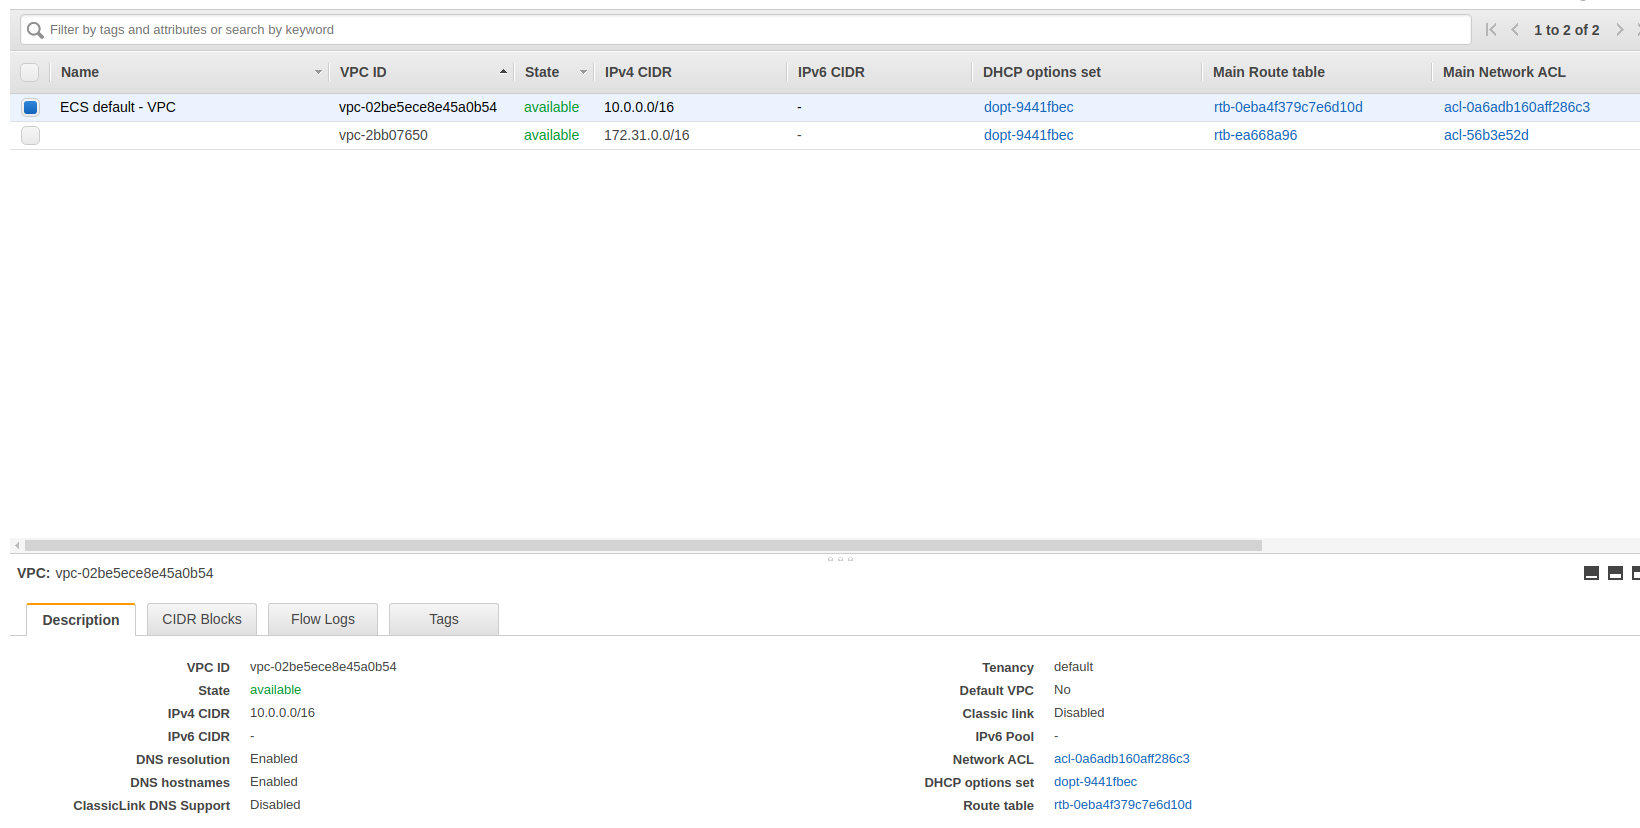 Filter by tags and attributes or search by keyword 1 to 2 of 2
Name VPC ID State IPv4 CIDR IPv6 CIDR DHCP options set Main Route table Main Network ACL
ECS default - VPC vpc-02be5ece8e45a0b54 available 10.0.0.0/16 - dopt-9441fbec rtb-0eba4f379c7e6d10d acl-0a6adb160aff286c3
vpc-2bb07650 available 172.31.0.0/16 - dopt-9441fbec rtb-ea668a96 acl-56b3e52d
VPC: vpc-02be5ece8e45a0b54
Description CIDR Blocks Flow Logs Tags
VPC ID vpc-02be5ece8e45a0b54 Tenancy default
State available Default VPC No
IPv4 CIDR 10.0.0.0/16 Classic link Disabled
IPv6 CIDR - IPv6 Pool -
DNS resolution Enabled Network ACL acl-0a6adb160aff286c3
DNS hostnames Enabled DHCP options set dopt-9441fbec
ClassicLink DNS Support Disabled Route table rtb-0eba4f379c7e6d10d